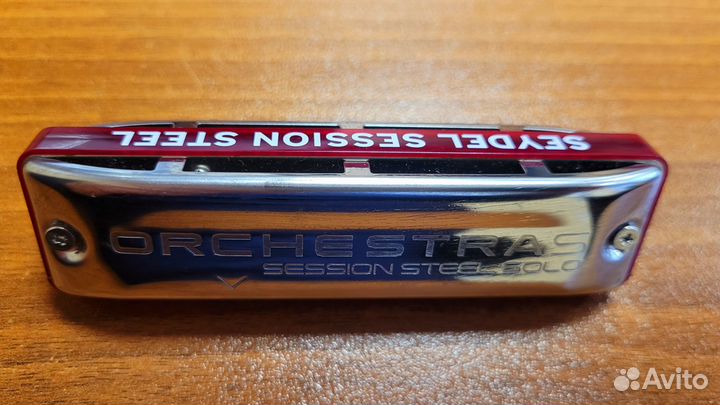 SEYDEL SESSION STEEL
ORCHESTRA S
SESSION STEEL SOLO
Avito